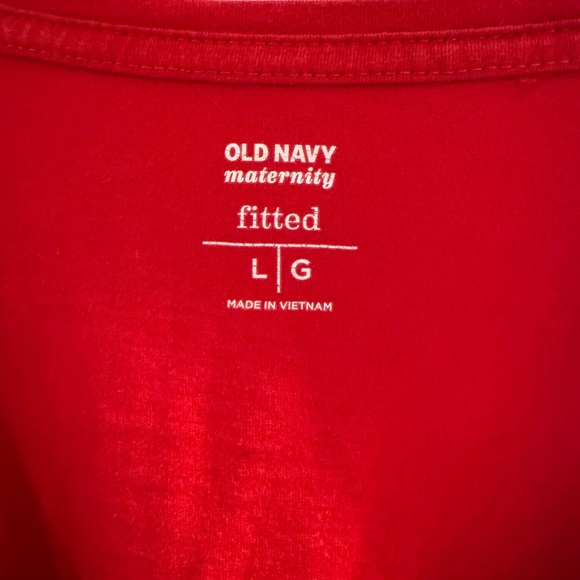 OLD NAVY
maternity
fitted
L | G
MADE IN VIETNAM